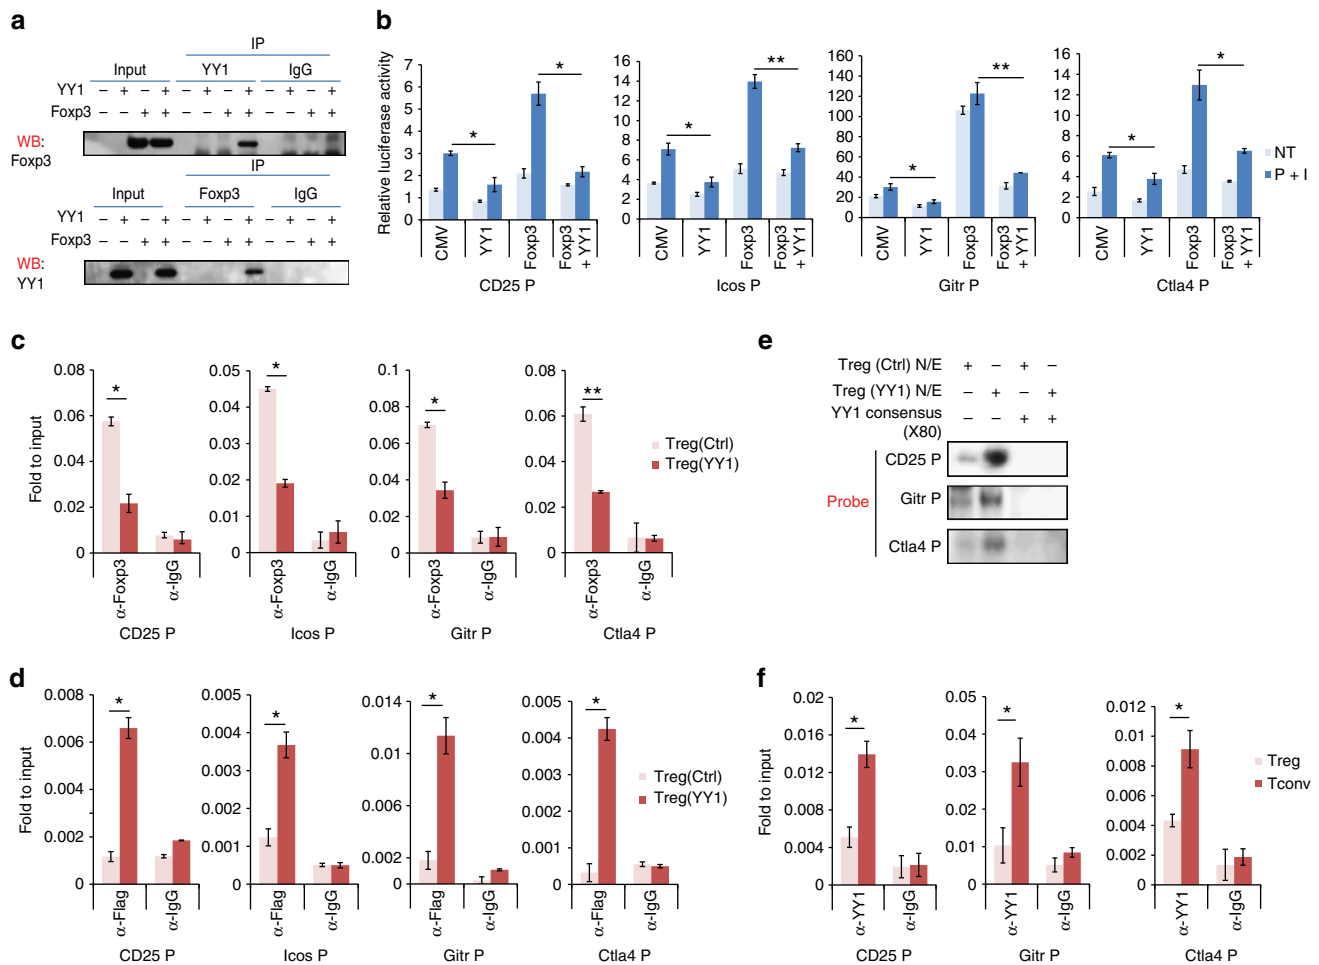 a
IP
Input YY1 IgG
YY1 – + – + – + – + – + – +
Foxp3 – – + + – – + + – – + +
WB:
Foxp3
IP
Input Foxp3 IgG
YY1 – + – + – + – + – + – +
Foxp3 – – + + – – + + – – + +
WB:
YY1
b
Relative luciferase activity
7
6
5
4
3
2
1
0
*
*
CMV
YY1
Foxp3
Foxp3 + YY1
CD25 P
16
14
12
10
8
6
4
2
0
*
**
CMV
YY1
Foxp3
Foxp3 + YY1
Icos P
160
140
120
100
80
60
40
20
0
*
**
CMV
YY1
Foxp3
Foxp3 + YY1
Gitr P
16
14
12
10
8
6
4
2
0
*
*
CMV
YY1
Foxp3
Foxp3 + YY1
Ctla4 P
NT
P + I
c
Fold to input
0.08
0.06
0.04
0.02
0
*
α-Foxp3
α-IgG
CD25 P
0.05
0.04
0.03
0.02
0.01
0
*
α-Foxp3
α-IgG
Icos P
0.1
0.08
0.06
0.04
0.02
0
*
α-Foxp3
α-IgG
Gitr P
0.08
0.06
0.04
0.02
0
**
α-Foxp3
α-IgG
Ctla4 P
Treg(Ctrl)
Treg(YY1)
e
Treg (Ctrl) N/E + – + –
Treg (YY1) N/E – + – +
YY1 consensus – – + +
(X80)
Probe
CD25 P
Gitr P
Ctla4 P
d
Fold to input
0.008
0.006
0.004
0.002
0
*
α-Flag
α-IgG
CD25 P
0.005
0.004
0.003
0.002
0.001
0
*
α-Flag
α-IgG
Icos P
0.014
0.01
0.006
0.002
0
*
α-Flag
α-IgG
Gitr P
0.005
0.004
0.003
0.002
0.001
0
*
α-Flag
α-IgG
Ctla4 P
Treg(Ctrl)
Treg(YY1)
f
Fold to input
0.02
0.016
0.012
0.008
0.004
0
*
α-YY1
α-IgG
CD25 P
0.05
0.04
0.03
0.02
0.01
0
*
α-YY1
α-IgG
Gitr P
0.012
0.01
0.008
0.006
0.004
0.002
0
*
α-YY1
α-IgG
Ctla4 P
Treg
Tconv